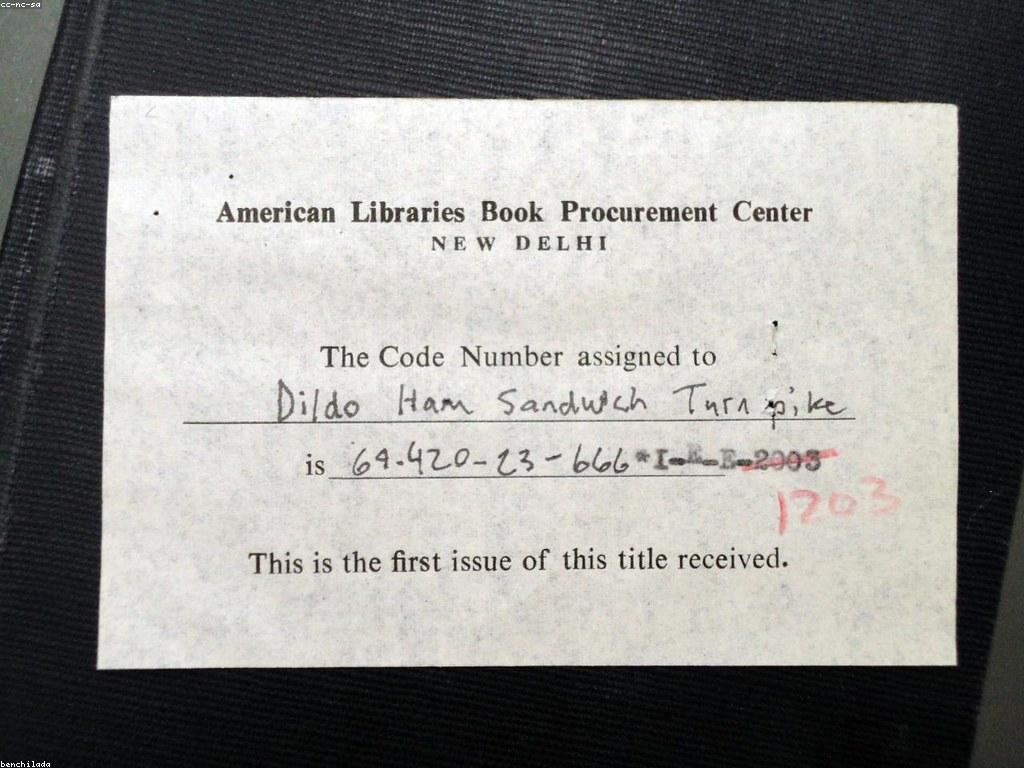 cc-nc-sa
American Libraries Book Procurement Center
NEW DELHI
The Code Number assigned to
Dildo Ham Sandwich Turnpike
is 69-420-23-666*I-E-E-2003
1203
This is the first issue of this title received.
benchilada